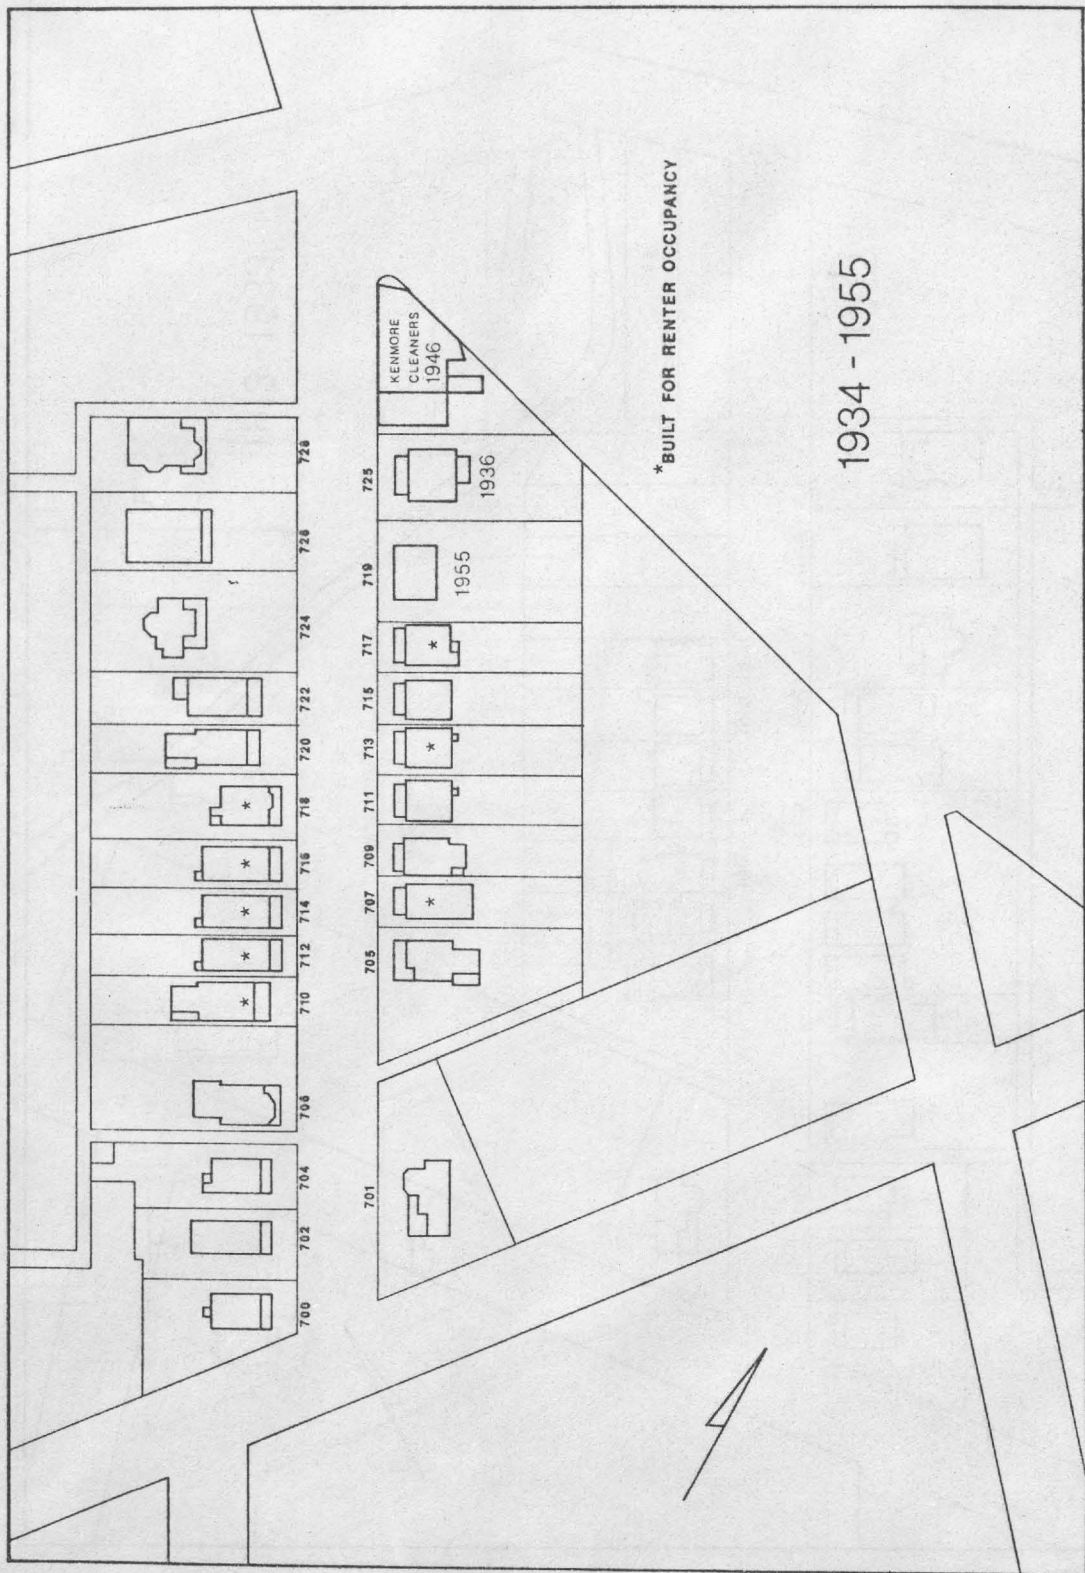 700 702 704 706 710 712 714 716 718 720 722 724 726 728
701 705 707 709 711 713 715 717 719 725
* * * * *
* * *
KENMORE
CLEANERS
1946
1955
1936
*BUILT FOR RENTER OCCUPANCY
1934 - 1955